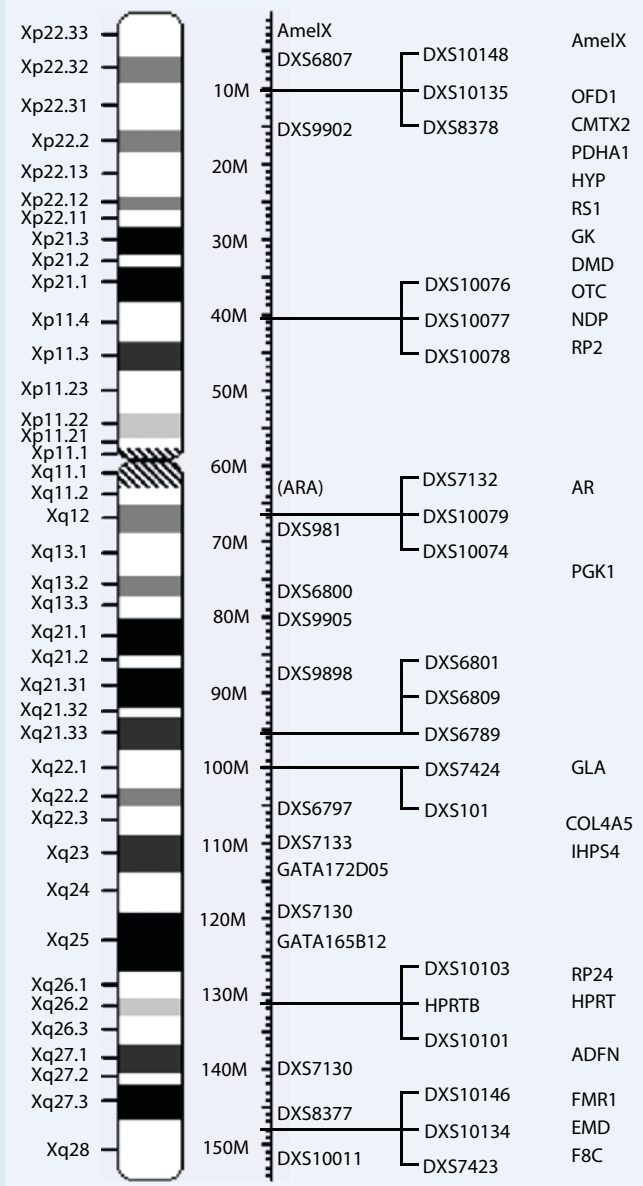 Xp22.33
Xp22.32
Xp22.31
Xp22.2
Xp22.13
Xp22.12
Xp22.11
Xp21.3
Xp21.2
Xp21.1
Xp11.4
Xp11.3
Xp11.23
Xp11.22
Xp11.21
Xp11.1
Xq11.1
Xq11.2
Xq12
Xq13.1
Xq13.2
Xq13.3
Xq21.1
Xq21.2
Xq21.31
Xq21.32
Xq21.33
Xq22.1
Xq22.2
Xq22.3
Xq23
Xq24
Xq25
Xq26.1
Xq26.2
Xq26.3
Xq27.1
Xq27.2
Xq27.3
Xq28
10M
20M
30M
40M
50M
60M
70M
80M
90M
100M
110M
120M
130M
140M
150M
AmelX
DXS6807
DXS9902
(ARA)
DXS981
DXS6800
DXS9905
DXS9898
DXS6797
DXS7133
GATA172D05
DXS7130
GATA165B12
DXS7130
DXS8377
DXS10011
DXS10148
DXS10135
DXS8378
DXS10076
DXS10077
DXS10078
DXS7132
DXS10079
DXS10074
DXS6801
DXS6809
DXS6789
DXS7424
DXS101
DXS10103
HPRTB
DXS10101
DXS10146
DXS10134
DXS7423
AmelX
OFD1
CMTX2
PDHA1
HYP
RS1
GK
DMD
OTC
NDP
RP2
AR
PGK1
GLA
COL4A5
IHPS4
RP24
HPRT
ADFN
FMR1
EMD
F8C